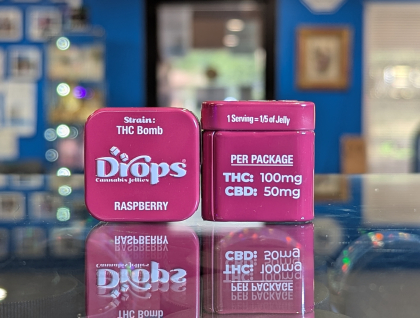 Strain:
THC Bomb
Drops®
Cannabis Jellies
RASPBERRY
1 Serving = 1/5 of Jelly
PER PACKAGE
THC: 100mg
CBD: 50mg